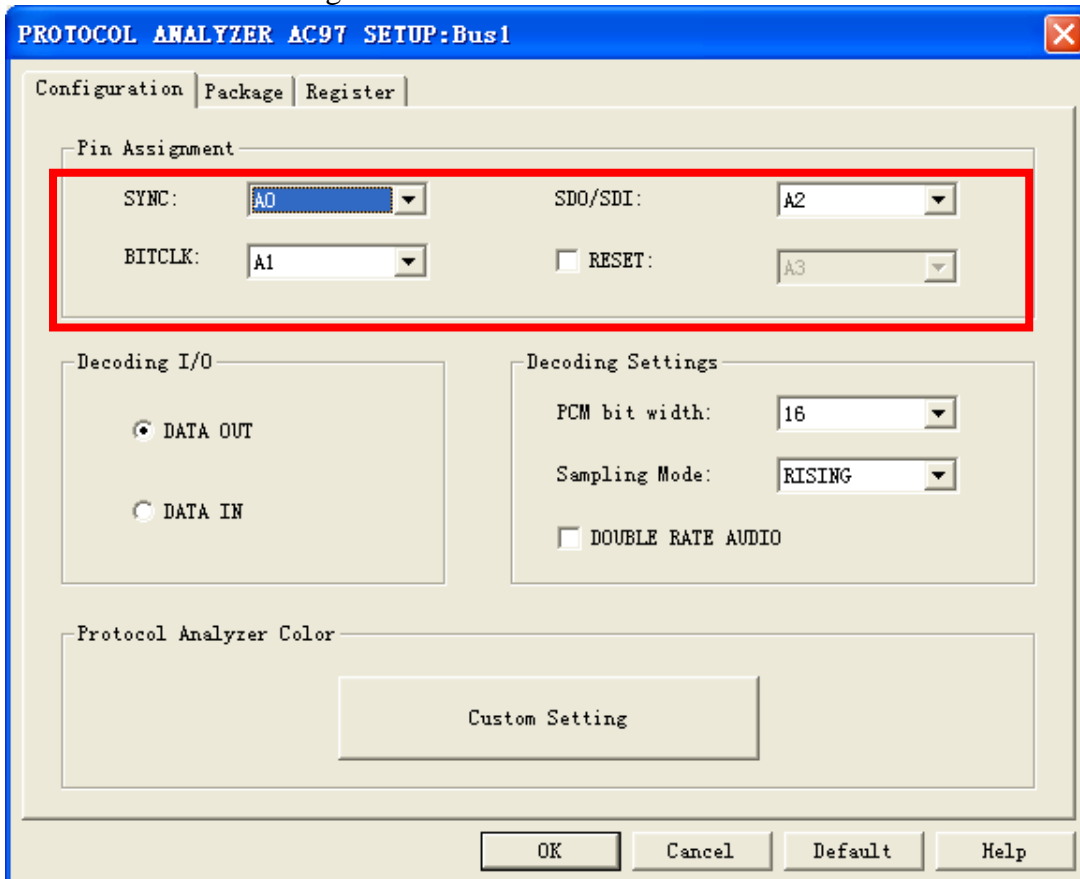 PROTOCOL ANALYZER AC97 SETUP:Bus1
Configuration Package Register
Pin Assignment
SYNC: A0 SDO/SDI: A2
BITCLK: A1 RESET: A3
Decoding I/O Decoding Settings
PCM bit width: 16
DATA OUT
Sampling Mode: RISING
DATA IN
DOUBLE RATE AUDIO
Protocol Analyzer Color
Custom Setting
OK Cancel Default Help